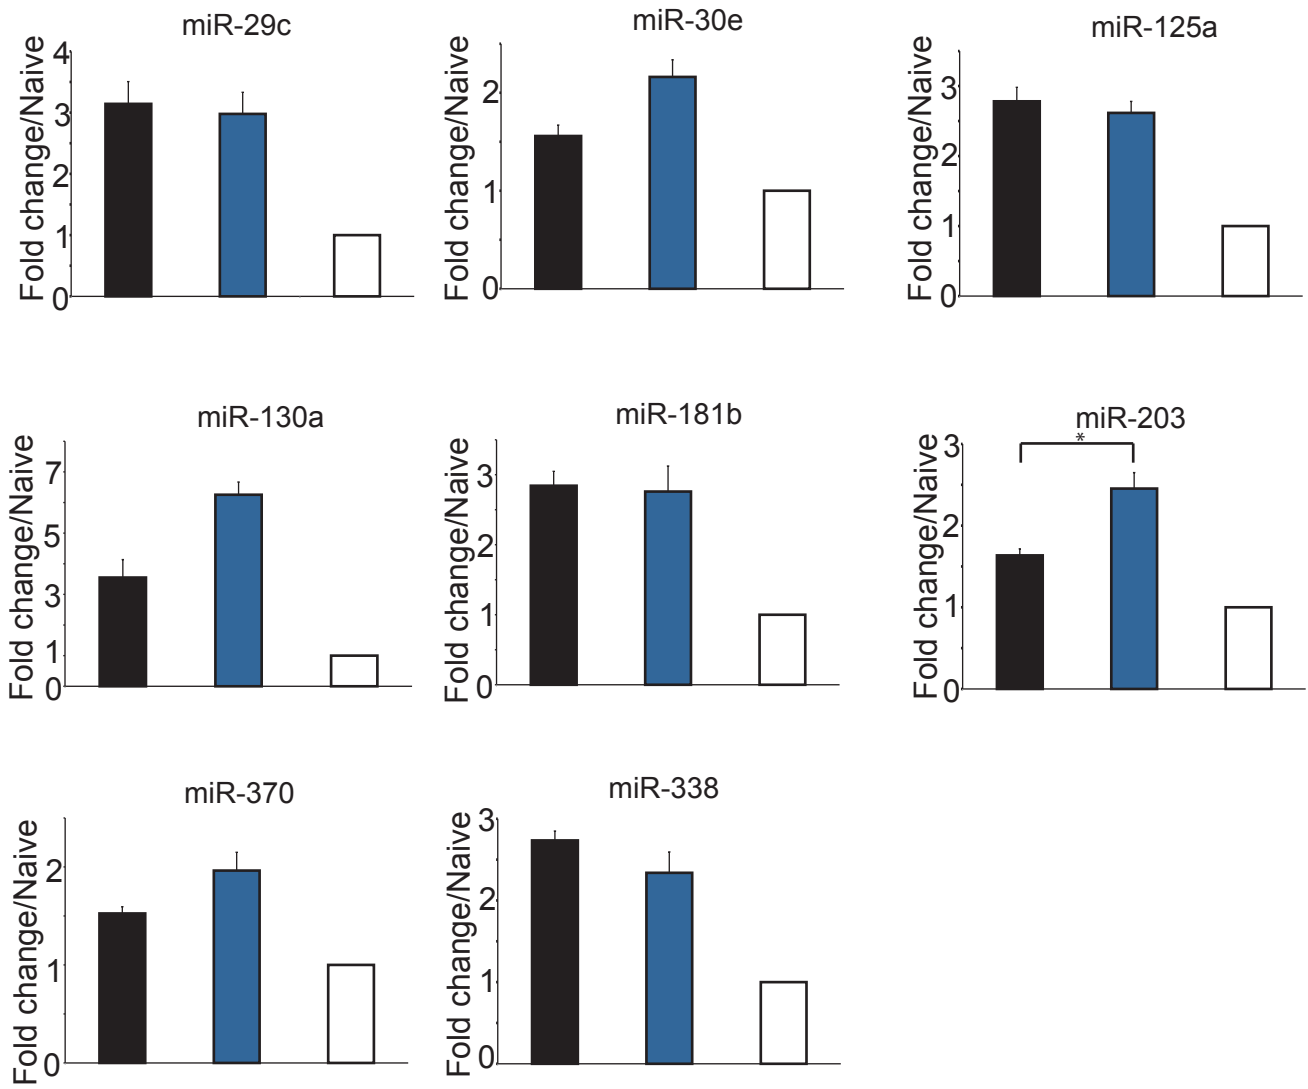 miR-29c
Fold change/Naive
4
3
2
1
0
miR-30e
Fold change/Naive
2
1
0
miR-125a
Fold change/Naive
3
2
1
0
miR-130a
Fold change/Naive
7
5
3
1
0
miR-181b
Fold change/Naive
3
2
1
0
miR-203
*
Fold change/Naive
3
2
1
0
miR-370
Fold change/Naive
2
1
0
miR-338
Fold change/Naive
3
2
1
0